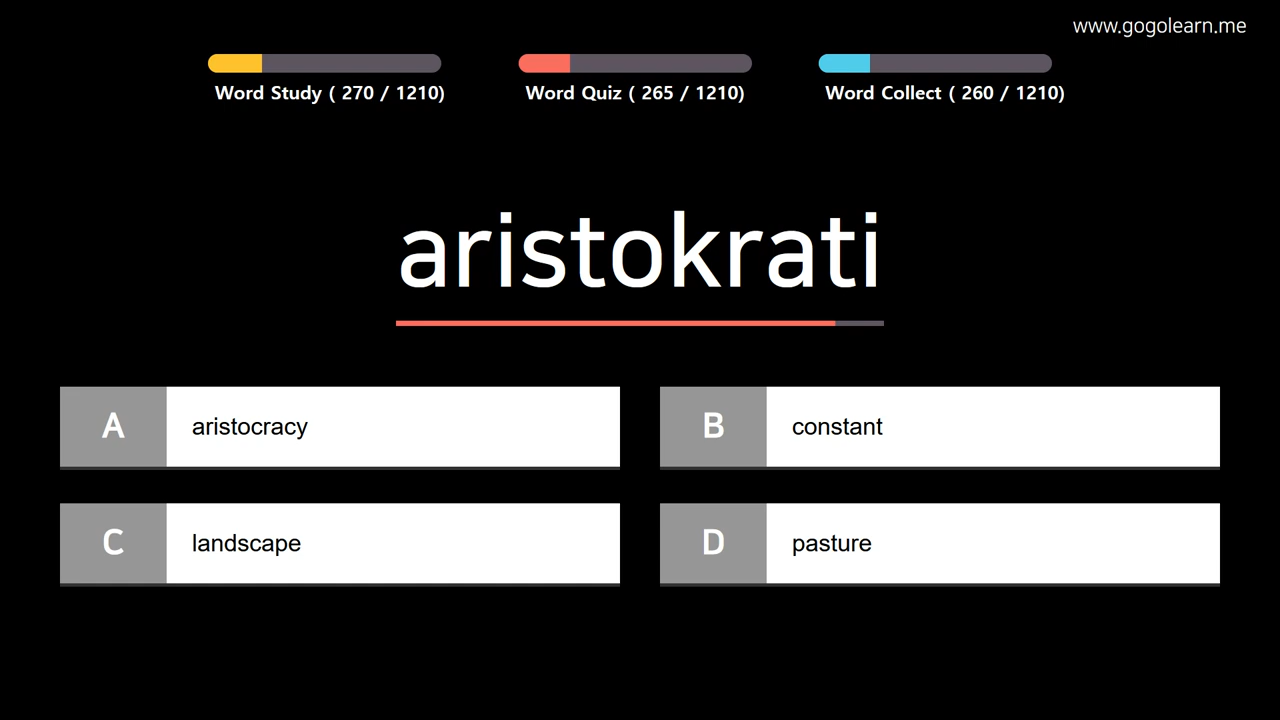 www.gogolearn.me
Word Study ( 270 / 1210)
Word Quiz ( 265 / 1210)
Word Collect ( 260 / 1210)
aristokrati
A
aristocracy
B
constant
C
landscape
D
pasture